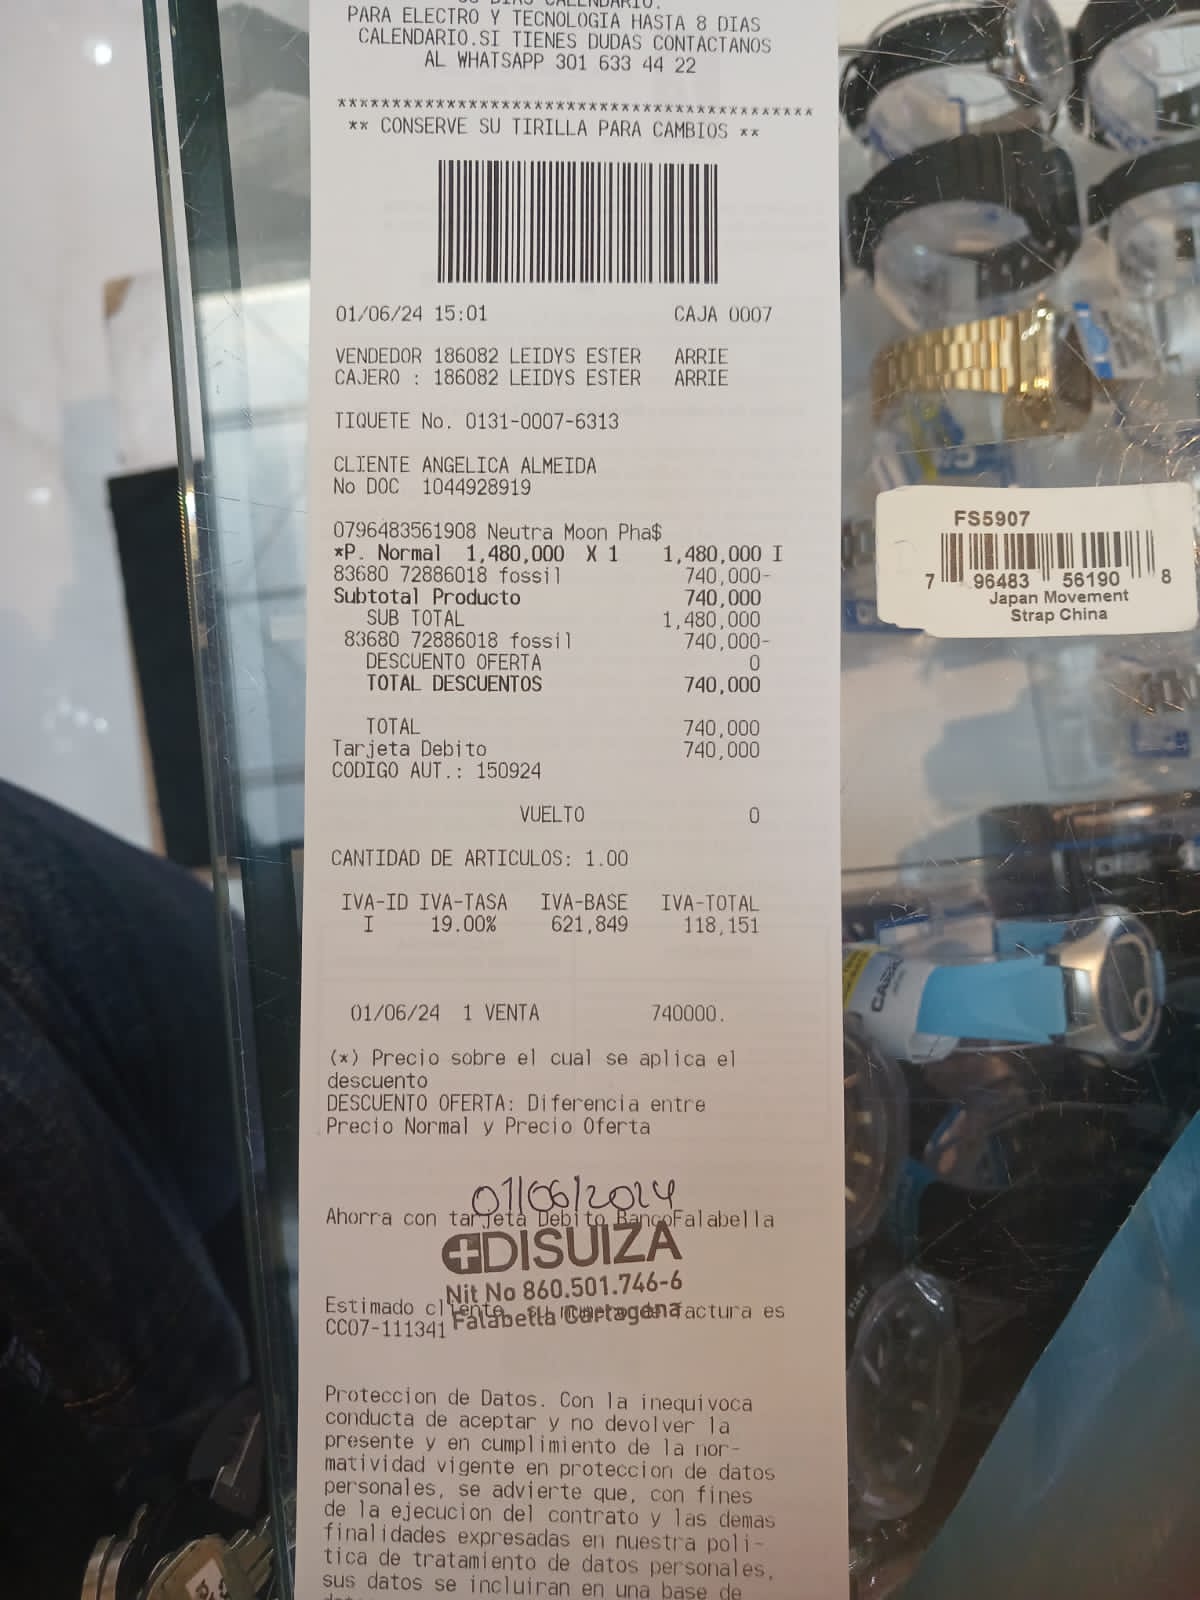 PARA ELECTRO Y TECNOLOGIA HASTA 8 DIAS
CALENDARIO.SI TIENES DUDAS CONTACTANOS
AL WHATSAPP 301 633 44 22
********************************************
** CONSERVE SU TIRILLA PARA CAMBIOS **
01/06/24 15:01 CAJA 0007
VENDEDOR 186082 LEIDYS ESTER ARRIE
CAJERO : 186082 LEIDYS ESTER ARRIE
TIQUETE No. 0131-0007-6313
CLIENTE ANGELICA ALMEIDA
No DOC 1044928919
0796483561908 Neutra Moon Pha$
*P. Normal 1,480,000 X 1 1,480,000 I
83680 72886018 fossil 740,000-
Subtotal Producto 740,000
SUB TOTAL 1,480,000
83680 72886018 fossil 740,000-
DESCUENTO OFERTA 0
TOTAL DESCUENTOS 740,000
TOTAL 740,000
Tarjeta Debito 740,000
CODIGO AUT.: 150924
VUELTO 0
CANTIDAD DE ARTICULOS: 1.00
IVA-ID IVA-TASA IVA-BASE IVA-TOTAL
I 19.00% 621,849 118,151
01/06/24 1 VENTA 740000.
(*) Precio sobre el cual se aplica el
descuento
DESCUENTO OFERTA: Diferencia entre
Precio Normal y Precio Oferta
01/06/2024
Ahorra con tarjeta Debito BancoFalabella
DISUIZA
Nit No 860.501.746-6
Falabella Cartagena
Estimado cliente, su numero de factura es
CC07-111341
Proteccion de Datos. Con la inequivoca
conducta de aceptar y no devolver la
presente y en cumplimiento de la nor-
matividad vigente en proteccion de datos
personales, se advierte que, con fines
de la ejecucion del contrato y las demas
finalidades expresadas en nuestra poli-
tica de tratamiento de datos personales,
sus datos se incluiran en una base de
FS5907
7 96483 56190 8
Japan Movement
Strap China
CASIO